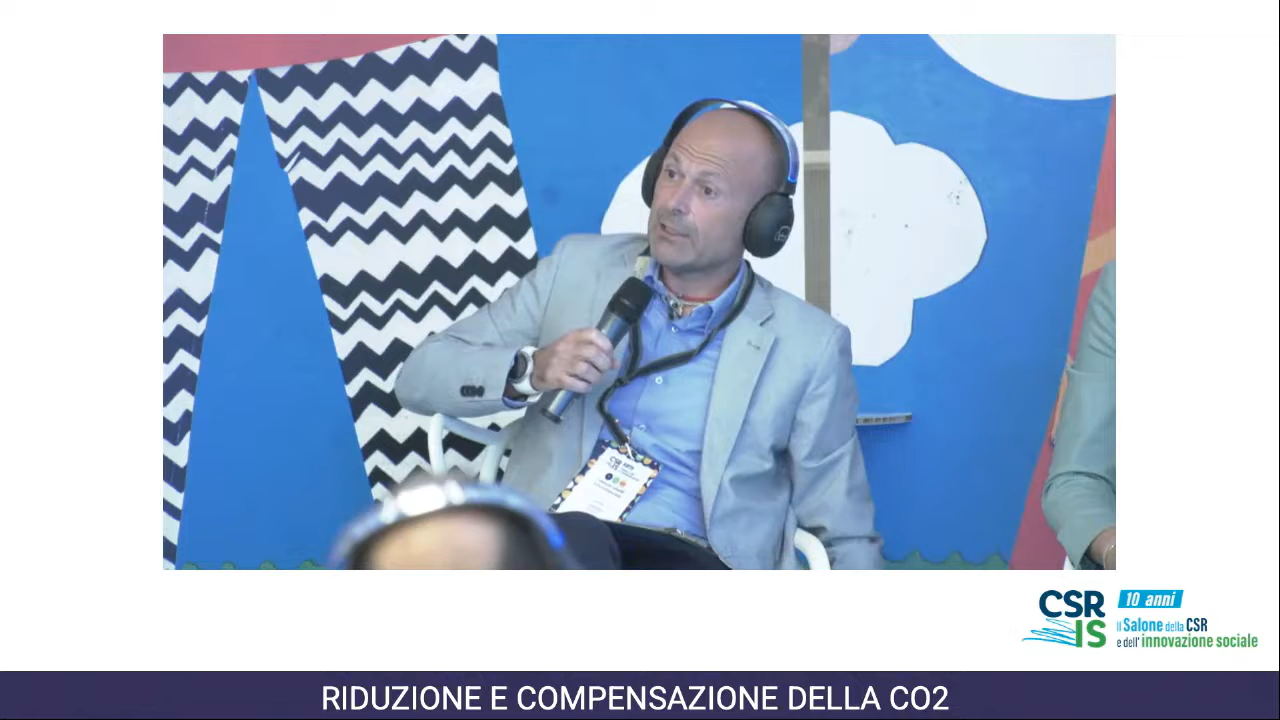 CSR
IS
10 anni
Il Salone della CSR
e dell'innovazione sociale
RIDUZIONE E COMPENSAZIONE DELLA CO2